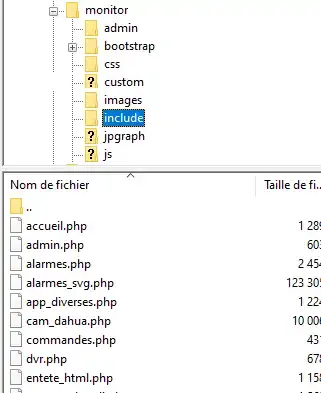 monitor
admin
bootstrap
css
custom
images
include
jpgraph
js
Nom de fichier Taille de fi...
..
accueil.php 1 289
admin.php 603
alarmes.php 2 454
alarmes_svg.php 123 305
app_diverses.php 1 224
cam_dahua.php 10 006
commandes.php 431
dvr.php 678
entete_html.php 1 158